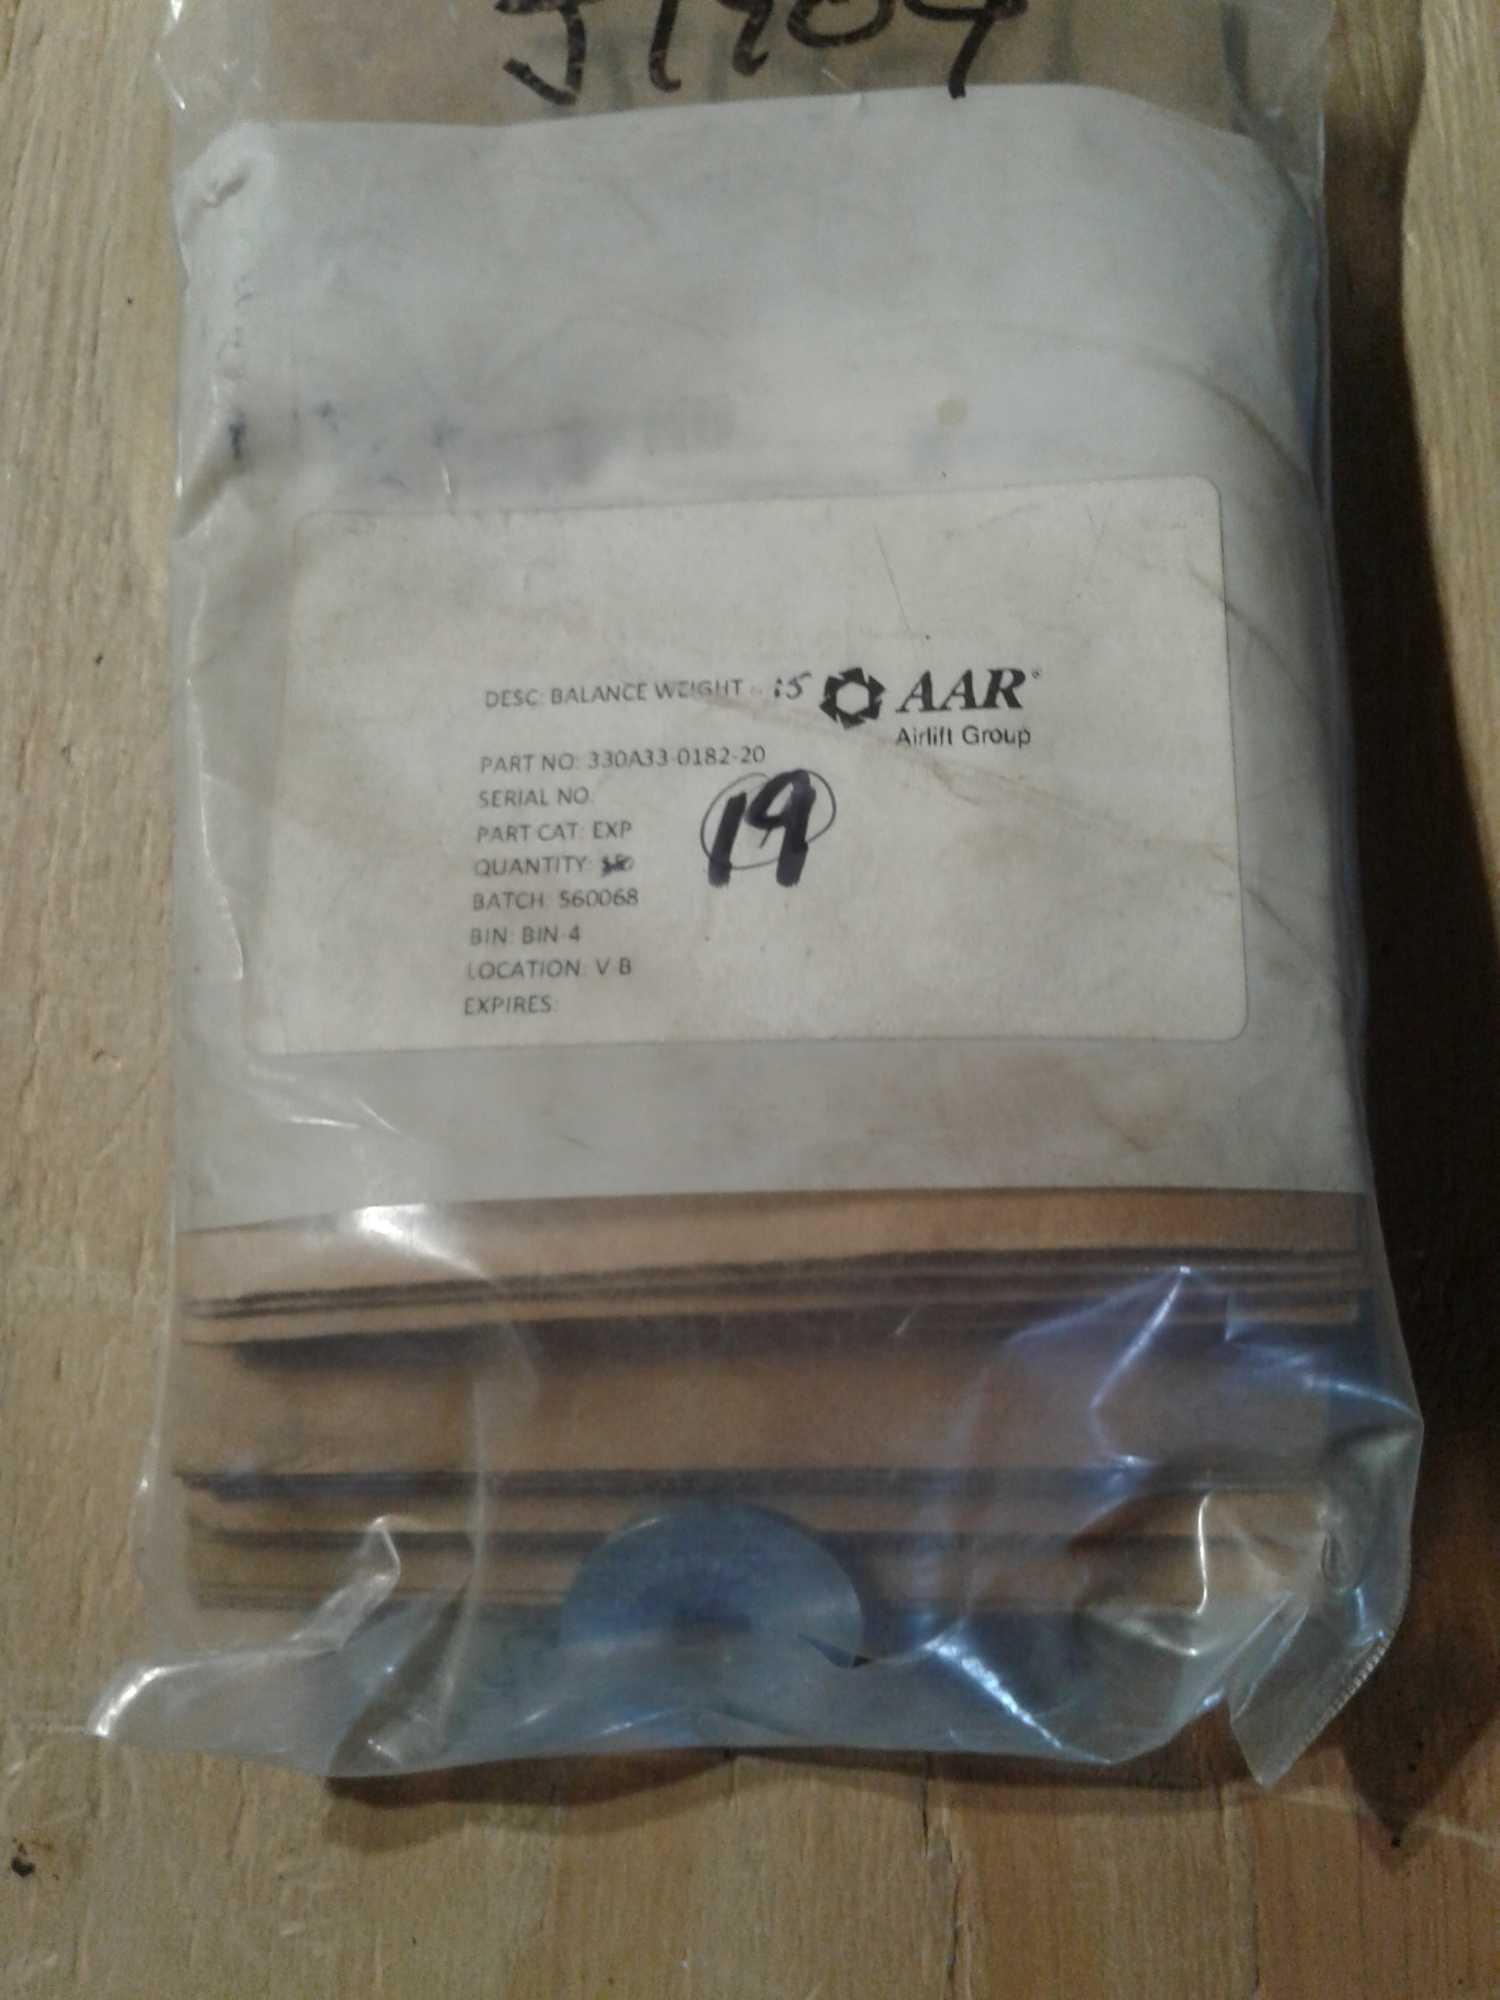 J1904
DESC: BALANCE WEIGHT - .15
AAR®
Airlift Group
PART NO: 330A33-0182-20
SERIAL NO:
PART CAT: EXP
19
QUANTITY:
BATCH: 560068
BIN: BIN-4
LOCATION: V B
EXPIRES: